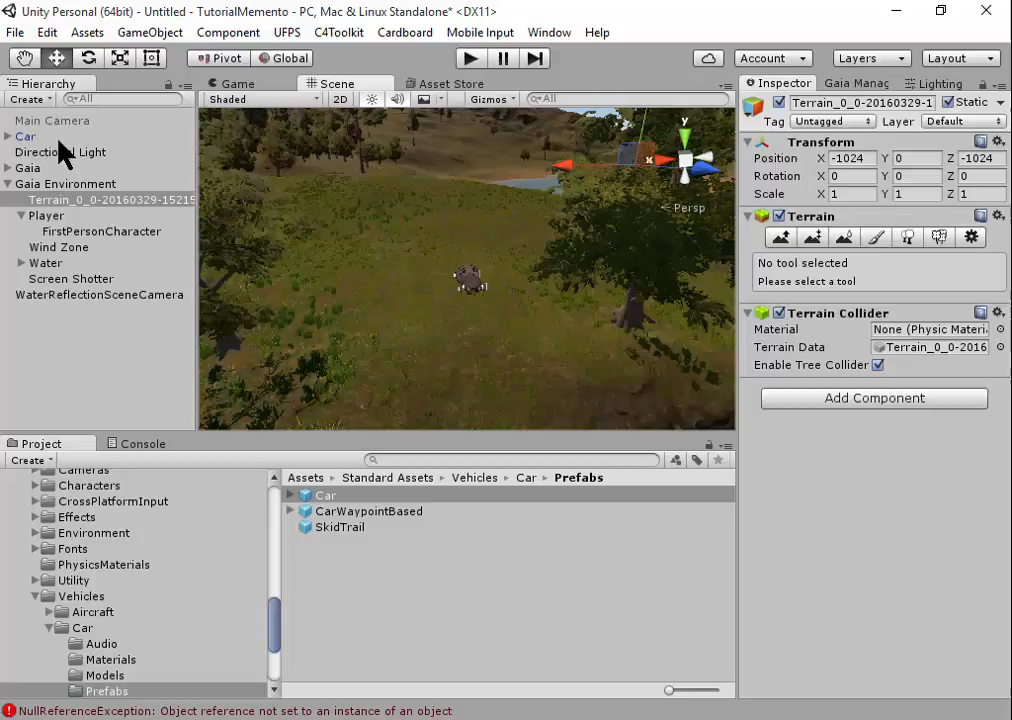 Unity Personal (64bit) - Untitled - TutorialMemento - PC, Mac & Linux Standalone* <DX11>
File Edit Assets GameObject Component UFPS C4Toolkit Cardboard Mobile Input Window Help
Pivot Global Account Layers Layout
Hierarchy Game Scene Asset Store Inspector Gaia Manag Lighting
Create All Shaded 2D Gizmos All Terrain_0_0-20160329-1 Static
Main Camera Tag Untagged Layer Default
Car
Directional Light
Gaia
Gaia Environment
Terrain_0_0-20160329-15215
Player
FirstPersonCharacter
Wind Zone
Water
Screen Shotter
WaterReflectionSceneCamera
y
x
Persp
Transform
Position X -1024 Y 0 Z -1024
Rotation X 0 Y 0 Z 0
Scale X 1 Y 1 Z 1
Terrain
No tool selected
Please select a tool
Terrain Collider
Material None (Physic Materi
Terrain Data Terrain_0_0-2016
Enable Tree Collider
Add Component
Project Console
Create
Cameras
Characters
CrossPlatformInput
Effects
Environment
Fonts
PhysicsMaterials
Utility
Vehicles
Aircraft
Car
Audio
Materials
Models
Prefabs
Assets Standard Assets Vehicles Car Prefabs
Car
CarWaypointBased
SkidTrail
NullReferenceException: Object reference not set to an instance of an object